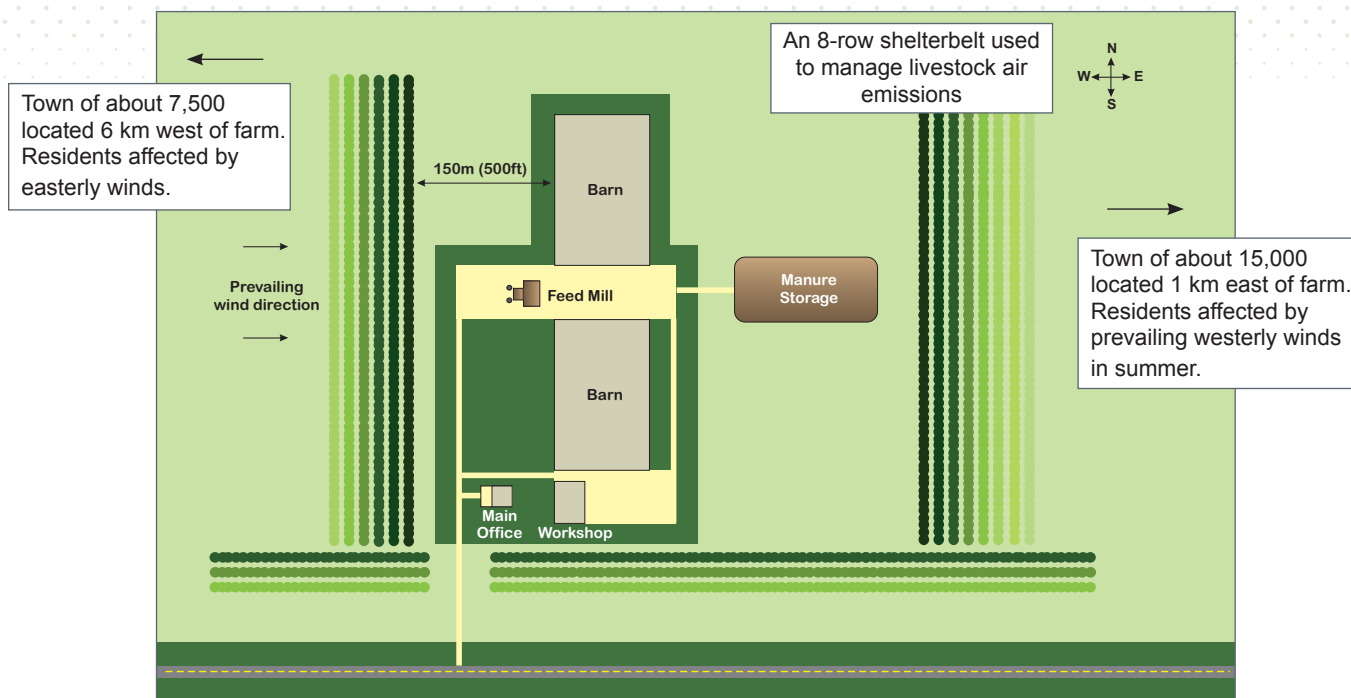 An 8-row shelterbelt used
to manage livestock air
emissions
N
W
E
S
Town of about 7,500
located 6 km west of farm.
Residents affected by
easterly winds.
150m (500ft)
Barn
Prevailing
wind direction
Feed Mill
Manure
Storage
Town of about 15,000
located 1 km east of farm.
Residents affected by
prevailing westerly winds
in summer.
Barn
Main
Office
Workshop